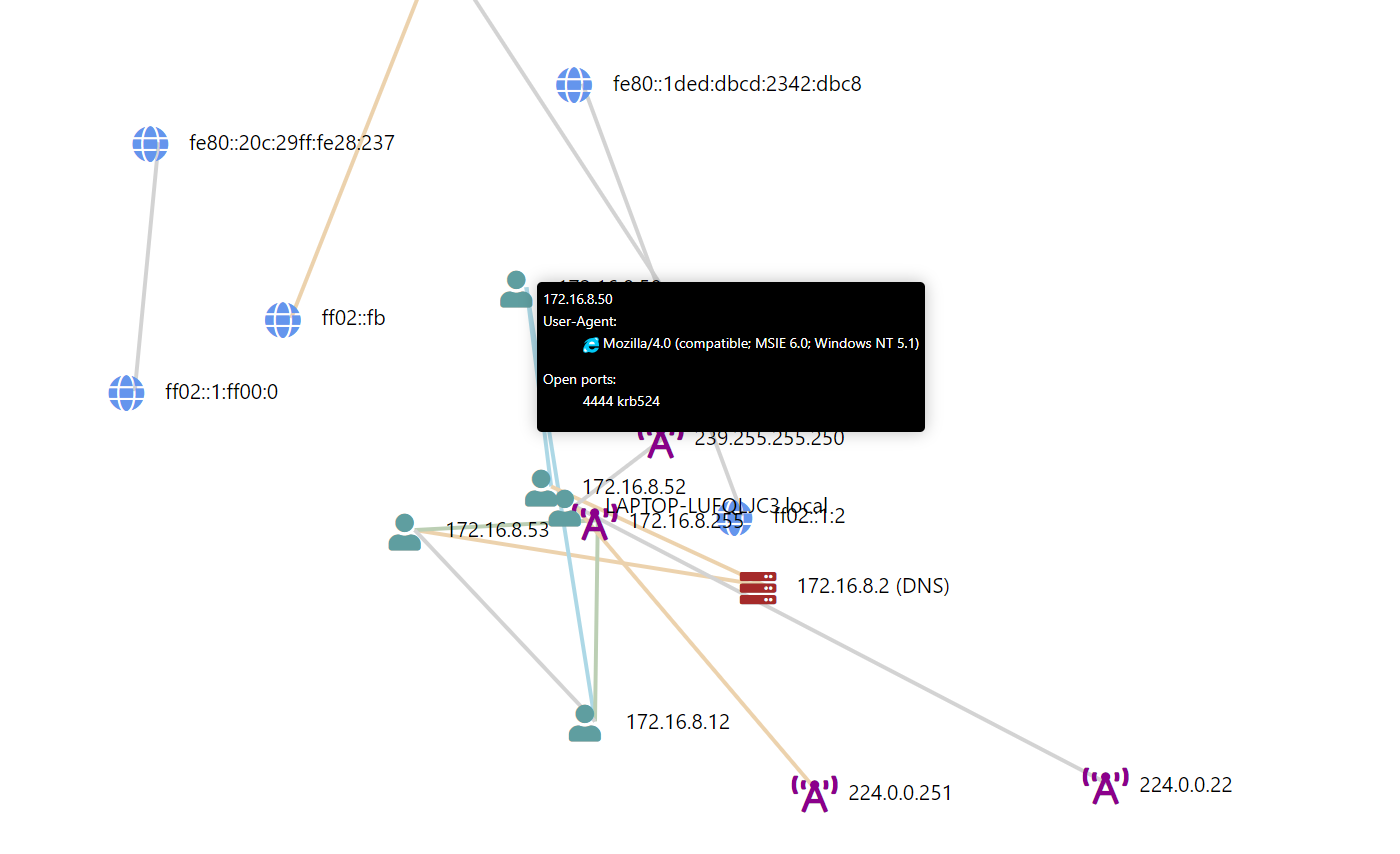 fe80::1ded:dbcd:2342:dbc8
fe80::20c:29ff:fe28:237
ff02::fb
172.16.8.50
User-Agent:
Mozilla/4.0 (compatible; MSIE 6.0; Windows NT 5.1)
Open ports:
4444 krb524
ff02::1:ff00:0
239.255.255.250
172.16.8.52
LAPTOP-LUFQLJC3.local
172.16.8.255
ff02::1:2
172.16.8.53
172.16.8.2 (DNS)
172.16.8.12
224.0.0.22
224.0.0.251